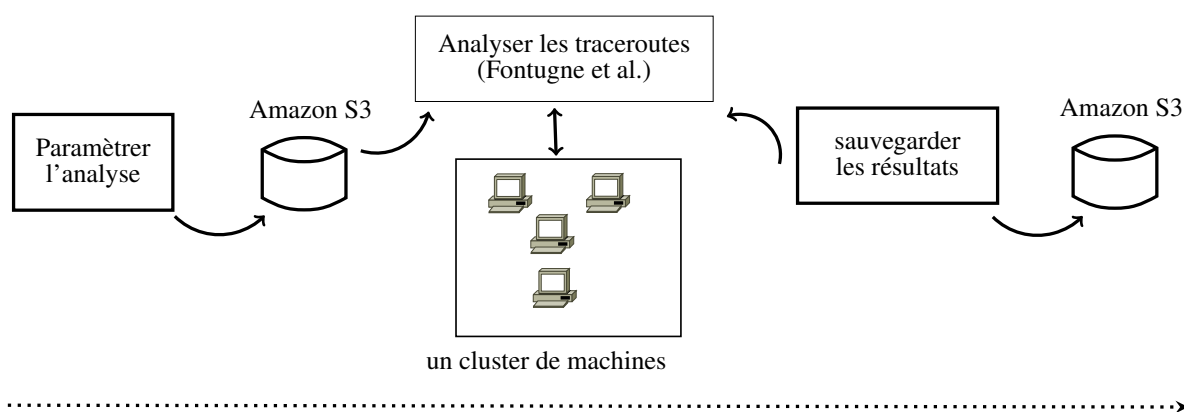 Analyser les traceroutes
(Fontugne et al.)
Amazon S3
Paramètrer
l'analyse
sauvegarder
les résultats
Amazon S3
un cluster de machines